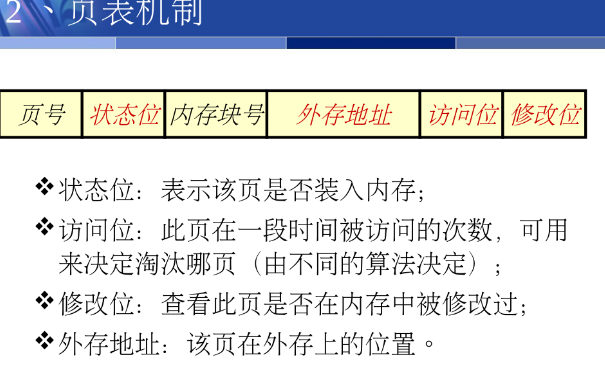 2、页表机制
页号 状态位 内存块号 外存地址 访问位 修改位
❖状态位：表示该页是否装入内存；
❖访问位：此页在一段时间被访问的次数，可用
来决定淘汰哪页（由不同的算法决定）；
❖修改位：查看此页是否在内存中被修改过；
❖外存地址：该页在外存上的位置。